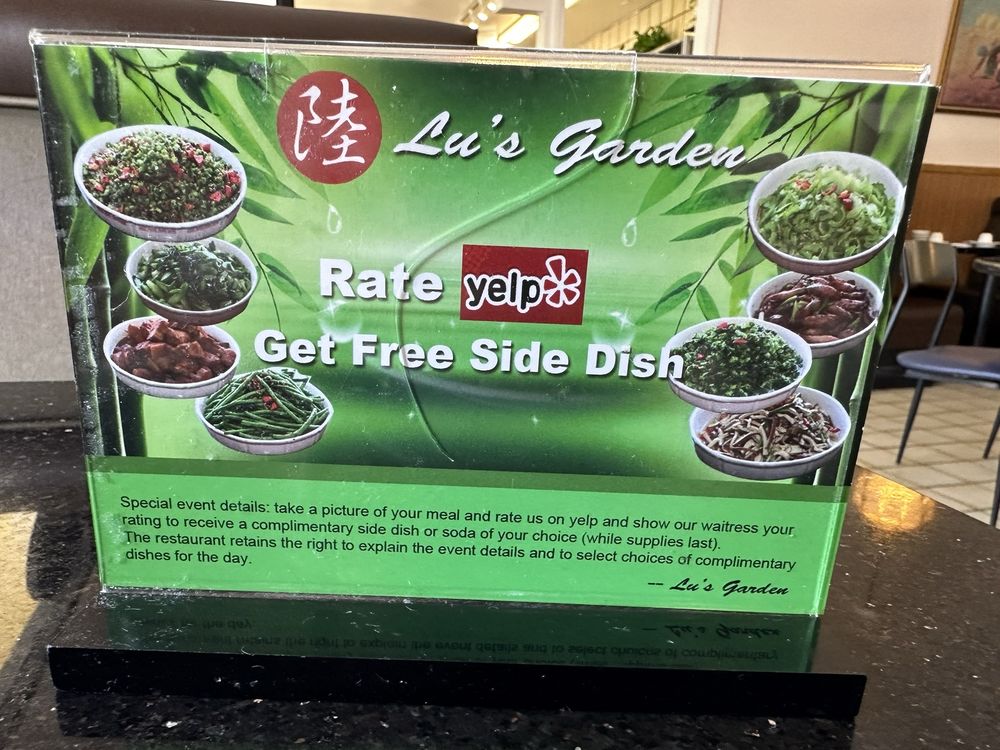 陸 Lu's Garden
Rate yelp
Get Free Side Dish
Special event details: take a picture of your meal and rate us on yelp and show our waitress your
rating to receive a complimentary side dish or soda of your choice (while supplies last).
The restaurant retains the right to explain the event details and to select choices of complimentary
dishes for the day.
-- Lu's Garden